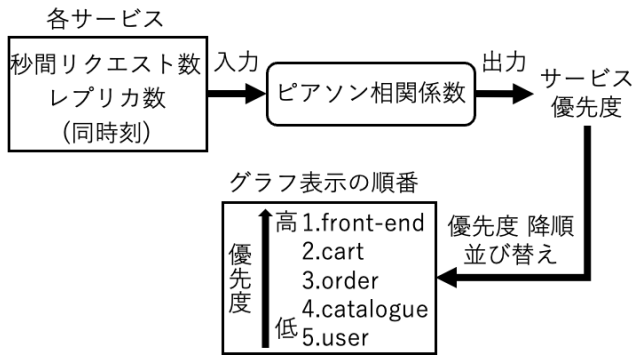 各サービス
秒間リクエスト数
レプリカ数
(同時刻)
入力
ピアソン相関係数
出力
サービス
優先度
グラフ表示の順番
優先度
高
低
1.front-end
2.cart
3.order
4.catalogue
5.user
優先度 降順
並び替え